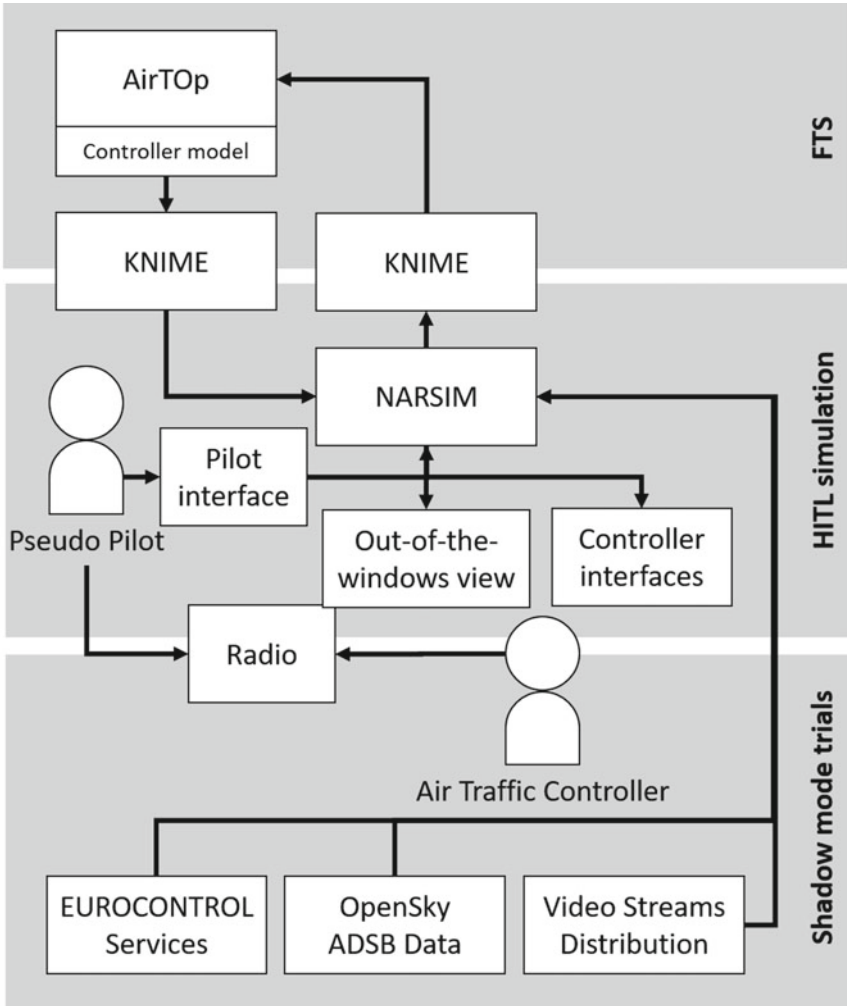 AirTOp
Controller model
FTS
KNIME
KNIME
NARSIM
HITL simulation
Pilot
interface
Pseudo Pilot
Out-of-the-
windows view
Controller
interfaces
Radio
Air Traffic Controller
Shadow mode trials
EUROCONTROL
Services
OpenSky
ADSB Data
Video Streams
Distribution